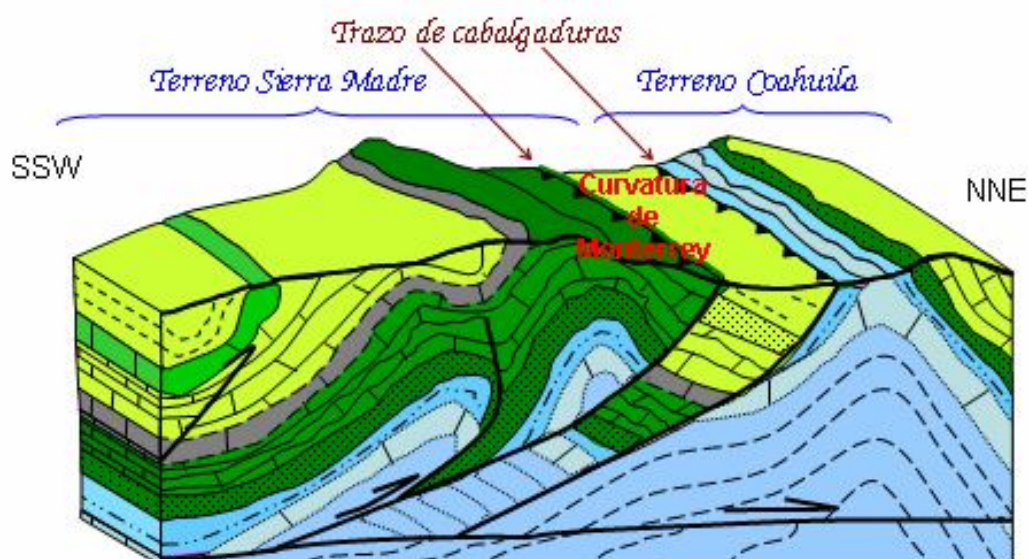 Trazo de cabalgaduras
Terreno Sierra Madre
Terreno Coahuila
SSW
NNE
Curvatura
de
Monterrey